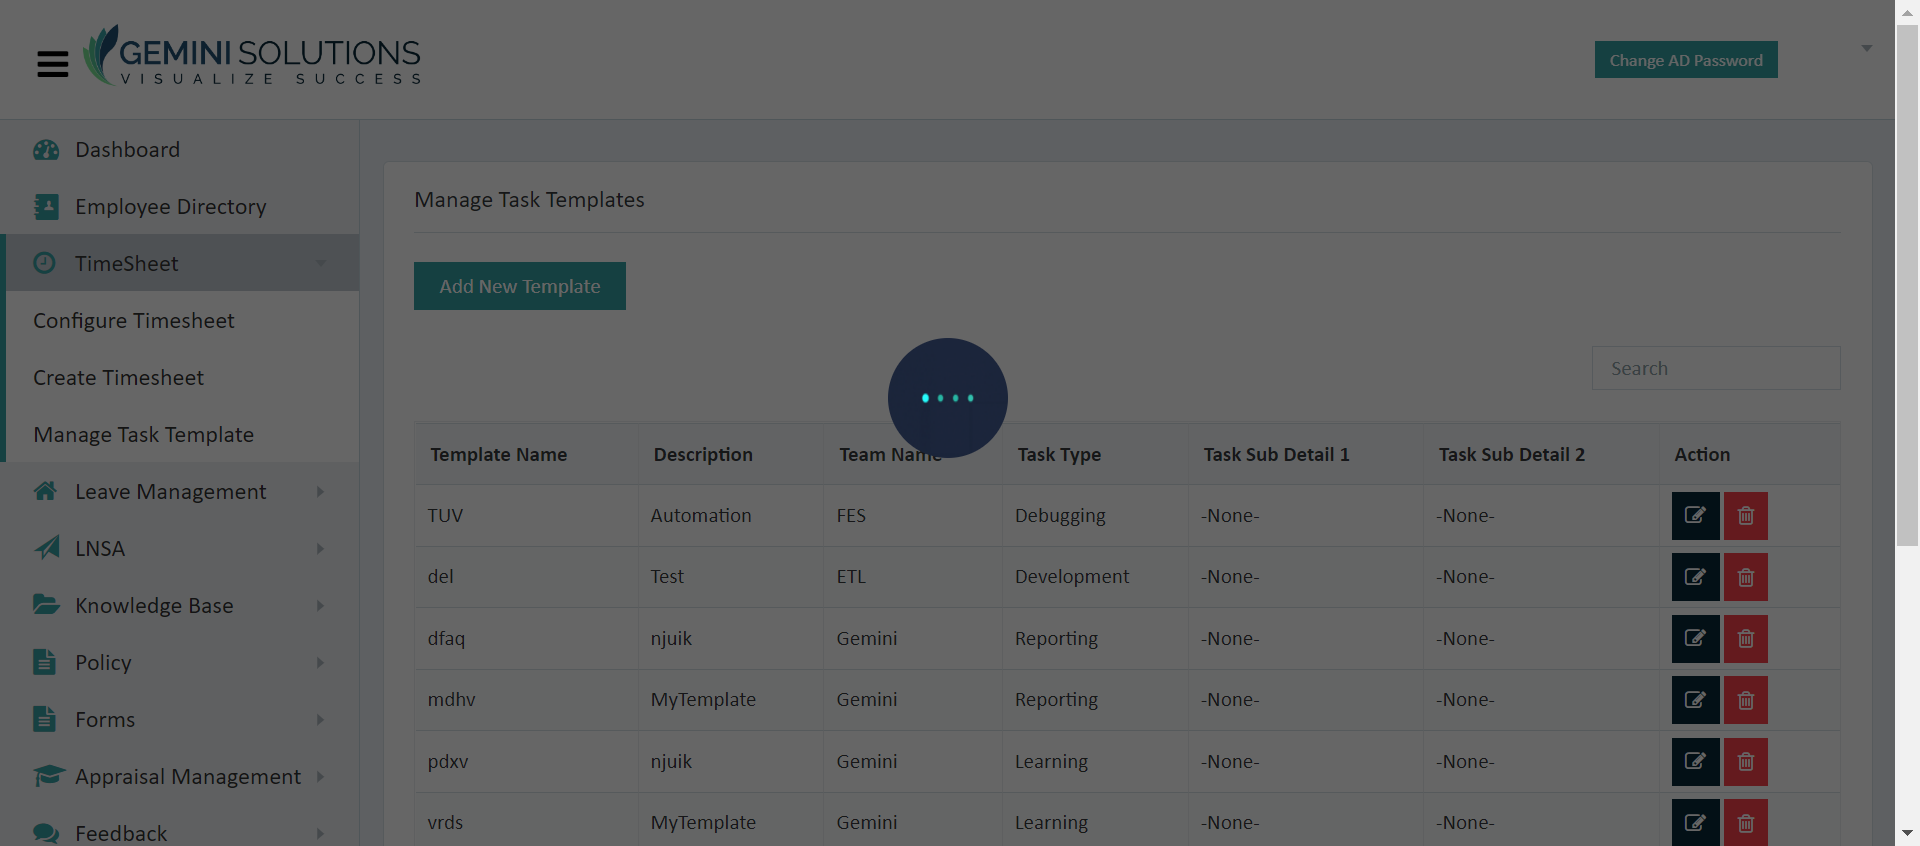 GEMINI SOLUTIONS
VISUALIZE SUCCESS
Change AD Password
Dashboard
Employee Directory
TimeSheet
Configure Timesheet
Create Timesheet
Manage Task Template
Leave Management
LNSA
Knowledge Base
Policy
Forms
Appraisal Management
Feedback
Manage Task Templates
Add New Template
Search
Template Name Description Team Name Task Type Task Sub Detail 1 Task Sub Detail 2 Action
TUV Automation FES Debugging -None- -None-
del Test ETL Development -None- -None-
dfaq njuik Gemini Reporting -None- -None-
mdhv MyTemplate Gemini Reporting -None- -None-
pdxv njuik Gemini Learning -None- -None-
vrds MyTemplate Gemini Learning -None- -None-